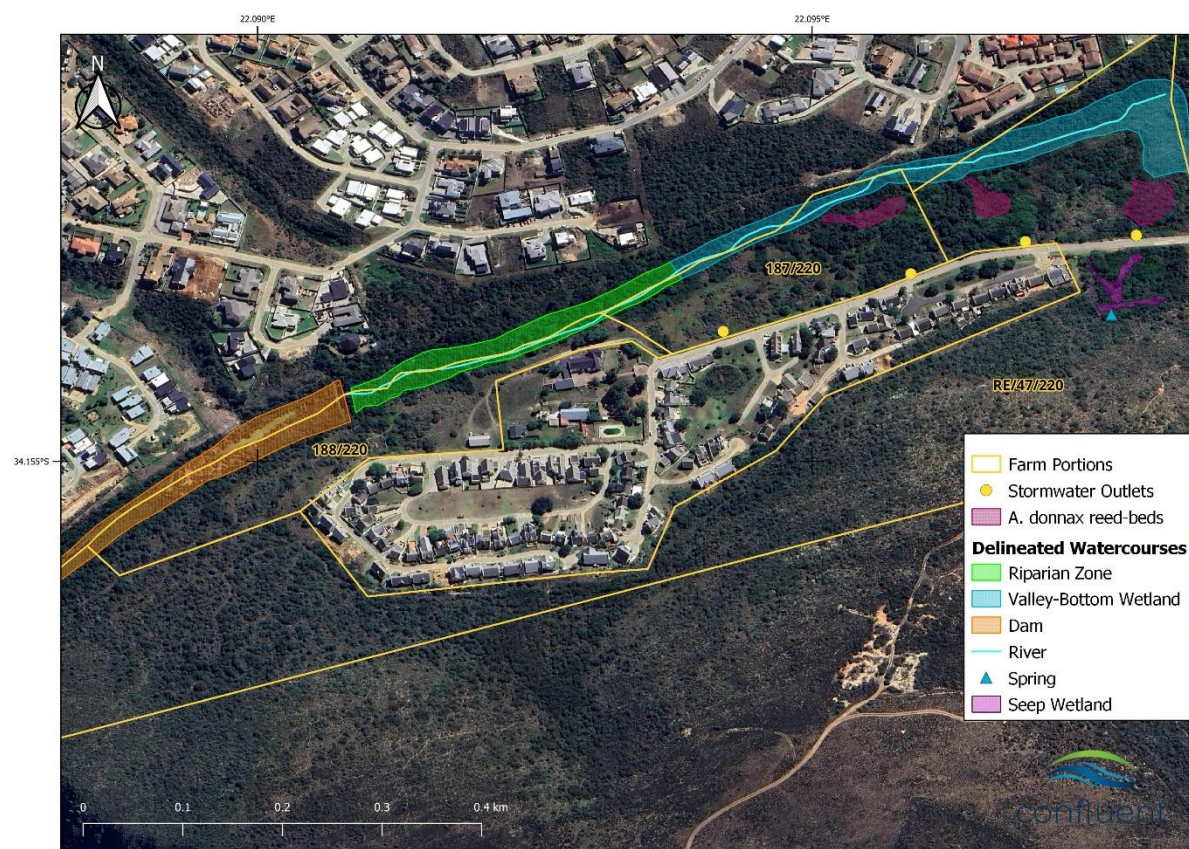 22.090°E
22.095°E
N
187/220
RE/47/220
188/220
34.155°S
Farm Portions
Stormwater Outlets
A. donnax reed-beds
Delineated Watercourses
Riparian Zone
Valley-Bottom Wetland
Dam
River
Spring
Seep Wetland
0 0.1 0.2 0.3 0.4 km
confluent